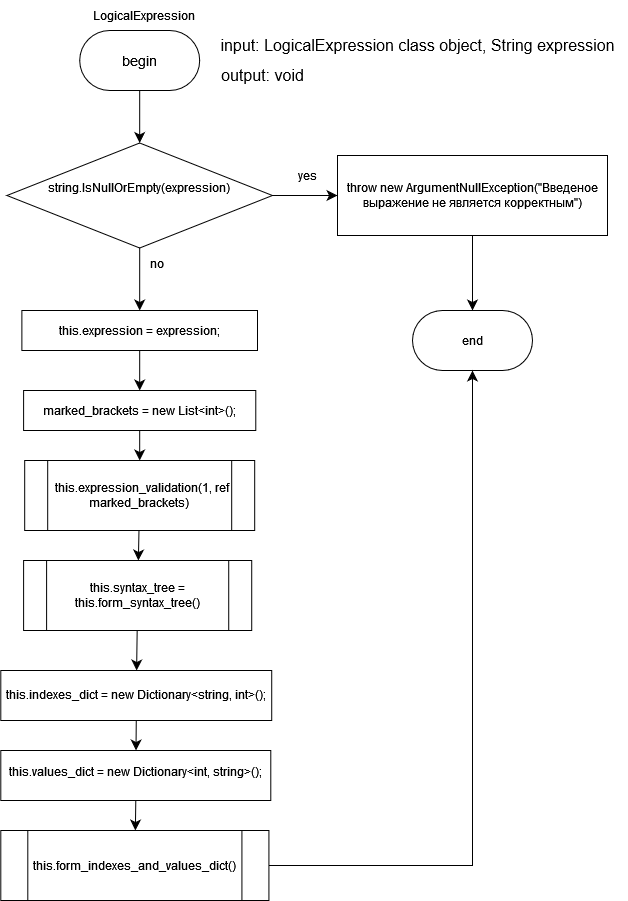 LogicalExpression
begin
input: LogicalExpression class object, String expression
output: void
string.IsNullOrEmpty(expression)
yes
throw new ArgumentNullException("Введеное
выражение не является корректным")
no
this.expression = expression;
end
marked_brackets = new List<int>();
this.expression_validation(1, ref
marked_brackets)
this.syntax_tree =
this.form_syntax_tree()
this.indexes_dict = new Dictionary<string, int>();
this.values_dict = new Dictionary<int, string>();
this.form_indexes_and_values_dict()